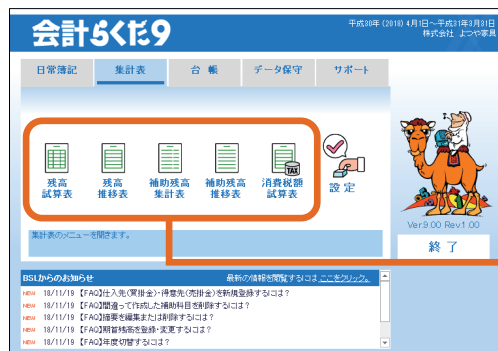 会計らくだ9
平成30年(2018)4月1日～平成31年3月31日
株式会社 よつや家具
日常簿記 集計表 台 帳 データ保守 サポート
残高試算表 残高推移表 補助残高集計表 補助残高推移表 消費税額試算表 設 定
TAX
集計表のメニューを開きます。
Ver.9.00 Rev.1.00
終 了
BSLからのお知らせ 最新の情報を閲覧するにはここをクリック。
NEW 18/11/19 【FAQ】仕入先(買掛金)・得意先(売掛金)を新規登録するには？
NEW 18/11/19 【FAQ】間違って作成した補助科目を削除するには？
NEW 18/11/19 【FAQ】摘要を編集または削除するには？
NEW 18/11/19 【FAQ】期首残高を登録・変更するには？
NEW 18/11/19 【FAQ】年度切替するには？